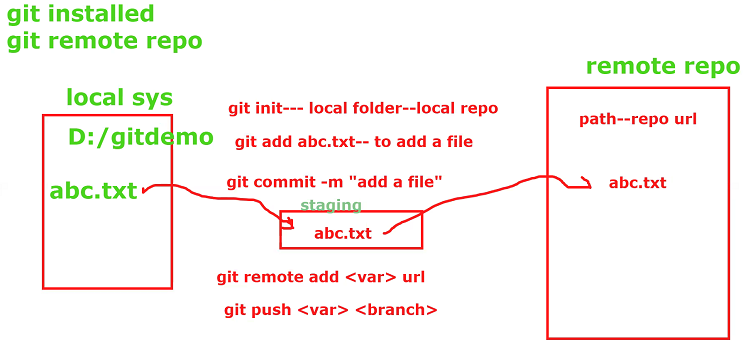 git installed
git remote repo
remote repo
local sys
git init--- local folder--local repo
path--repo url
D:/gitdemo
git add abc.txt-- to add a file
abc.txt
git commit -m "add a file"
abc.txt
staging
abc.txt
git remote add <var> url
git push <var> <branch>